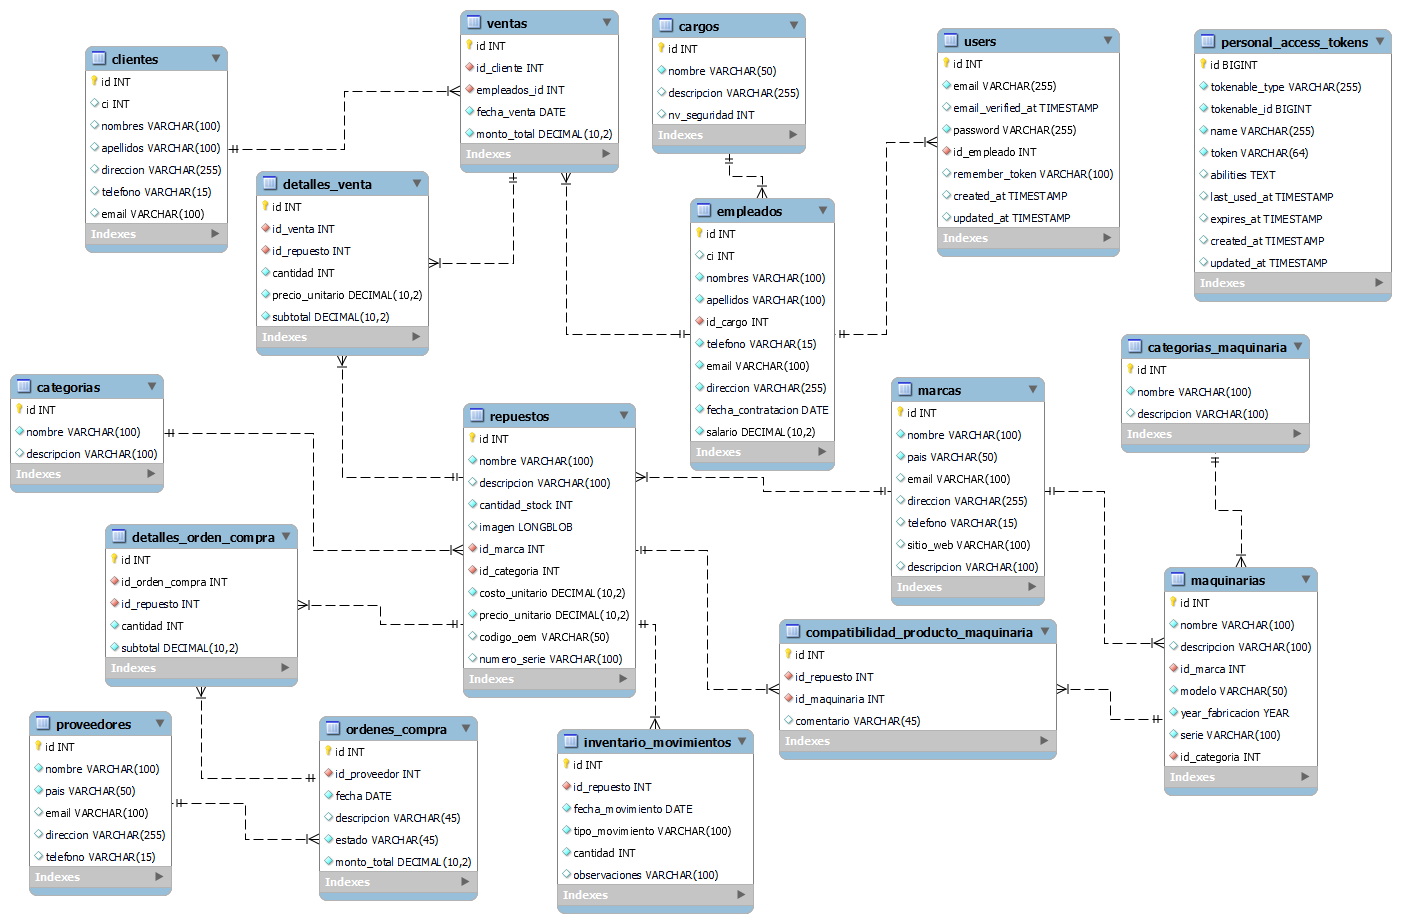 clientes
id INT
ci INT
nombres VARCHAR(100)
apellidos VARCHAR(100)
direccion VARCHAR(255)
telefono VARCHAR(15)
email VARCHAR(100)
Indexes
ventas
id INT
id_cliente INT
empleados_id INT
fecha_venta DATE
monto_total DECIMAL(10,2)
Indexes
cargos
id INT
nombre VARCHAR(50)
descripcion VARCHAR(255)
nv_seguridad INT
Indexes
users
id INT
email VARCHAR(255)
email_verified_at TIMESTAMP
password VARCHAR(255)
id_empleado INT
remember_token VARCHAR(100)
created_at TIMESTAMP
updated_at TIMESTAMP
Indexes
personal_access_tokens
id BIGINT
tokenable_type VARCHAR(255)
tokenable_id BIGINT
name VARCHAR(255)
token VARCHAR(64)
abilities TEXT
last_used_at TIMESTAMP
expires_at TIMESTAMP
created_at TIMESTAMP
updated_at TIMESTAMP
Indexes
detalles_venta
id INT
id_venta INT
id_repuesto INT
cantidad INT
precio_unitario DECIMAL(10,2)
subtotal DECIMAL(10,2)
Indexes
empleados
id INT
ci INT
nombres VARCHAR(100)
apellidos VARCHAR(100)
id_cargo INT
telefono VARCHAR(15)
email VARCHAR(100)
direccion VARCHAR(255)
fecha_contratacion DATE
salario DECIMAL(10,2)
Indexes
categorias_maquinaria
id INT
nombre VARCHAR(100)
descripcion VARCHAR(100)
Indexes
categorias
id INT
nombre VARCHAR(100)
descripcion VARCHAR(100)
Indexes
repuestos
id INT
nombre VARCHAR(100)
descripcion VARCHAR(100)
cantidad_stock INT
imagen LONGBLOB
id_marca INT
id_categoria INT
costo_unitario DECIMAL(10,2)
precio_unitario DECIMAL(10,2)
codigo_oem VARCHAR(50)
numero_serie VARCHAR(100)
Indexes
marcas
id INT
nombre VARCHAR(100)
pais VARCHAR(50)
email VARCHAR(100)
direccion VARCHAR(255)
telefono VARCHAR(15)
sitio_web VARCHAR(100)
descripcion VARCHAR(100)
Indexes
detalles_orden_compra
id INT
id_orden_compra INT
id_repuesto INT
cantidad INT
subtotal DECIMAL(10,2)
Indexes
maquinarias
id INT
nombre VARCHAR(100)
descripcion VARCHAR(100)
id_marca INT
modelo VARCHAR(50)
year_fabricacion YEAR
serie VARCHAR(100)
id_categoria INT
Indexes
compatibilidad_producto_maquinaria
id INT
id_repuesto INT
id_maquinaria INT
comentario VARCHAR(45)
Indexes
proveedores
id INT
nombre VARCHAR(100)
pais VARCHAR(50)
email VARCHAR(100)
direccion VARCHAR(255)
telefono VARCHAR(15)
Indexes
ordenes_compra
id INT
id_proveedor INT
fecha DATE
descripcion VARCHAR(45)
estado VARCHAR(45)
monto_total DECIMAL(10,2)
Indexes
inventario_movimientos
id INT
id_repuesto INT
fecha_movimiento DATE
tipo_movimiento VARCHAR(100)
cantidad INT
observaciones VARCHAR(100)
Indexes